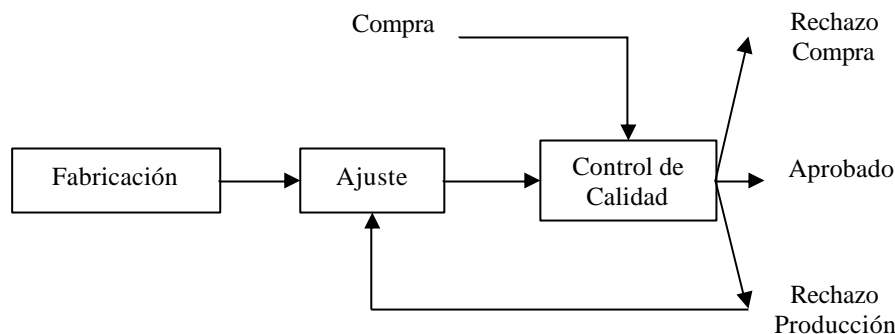 Compra
Rechazo
Compra
Fabricación
Ajuste
Control de
Calidad
Aprobado
Rechazo
Producción